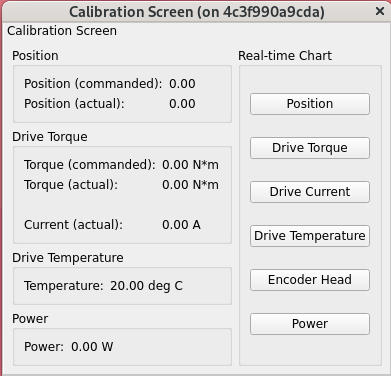 Calibration Screen (on 4c3f990a9cda)
×
Calibration Screen
Position
Position (commanded): 0.00
Position (actual): 0.00
Drive Torque
Torque (commanded): 0.00 N*m
Torque (actual): 0.00 N*m
Current (actual): 0.00 A
Drive Temperature
Temperature: 20.00 deg C
Power
Power: 0.00 W
Real-time Chart
Position
Drive Torque
Drive Current
Drive Temperature
Encoder Head
Power